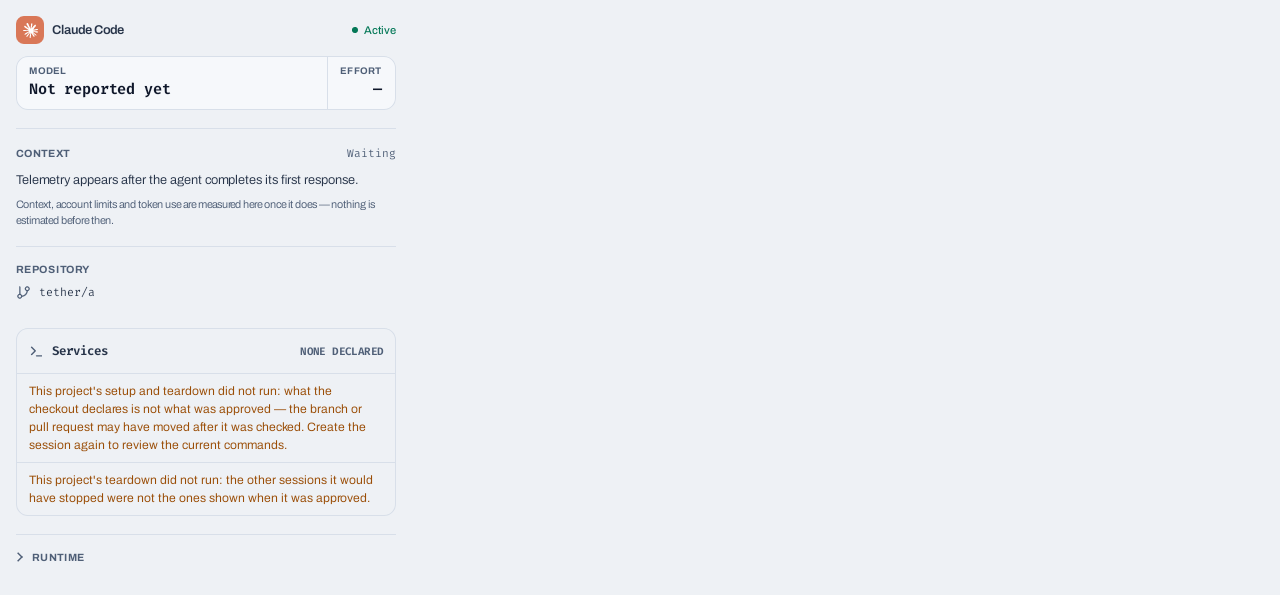 Claude Code
Active
MODEL
EFFORT
Not reported yet
—
CONTEXT
Waiting
Telemetry appears after the agent completes its first response.
Context, account limits and token use are measured here once it does — nothing is
estimated before then.
REPOSITORY
tether/a
Services
NONE DECLARED
This project's setup and teardown did not run: what the
checkout declares is not what was approved — the branch or
pull request may have moved after it was checked. Create the
session again to review the current commands.
This project's teardown did not run: the other sessions it would
have stopped were not the ones shown when it was approved.
RUNTIME